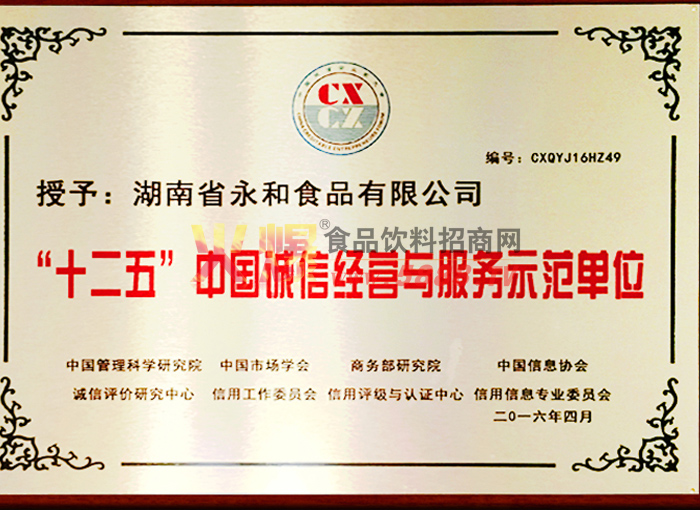 CX
CZ
编号：CXQYJ16HZ49
授予：湖南省永和食品有限公司
火爆®食品饮料招商网
“十二五”中国诚信经营与服务示范单位
中国管理科学研究院 中国市场学会 商务部研究院 中国信息协会
诚信评价研究中心 信用工作委员会 信用评级与认证中心 信用信息专业委员会
二〇一六年四月